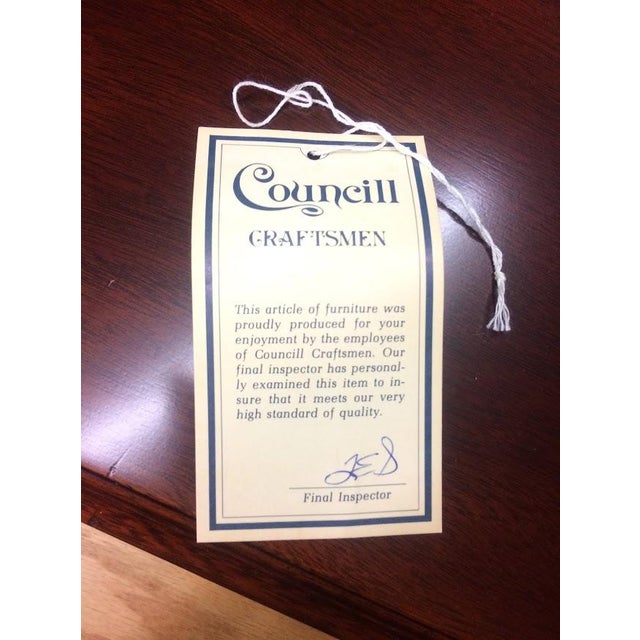 Councill
CRAFTSMEN
This article of furniture was
proudly produced for your
enjoyment by the employees
of Councill Craftsmen. Our
final inspector has personal-
ly examined this item to in-
sure that it meets our very
high standard of quality.
Final Inspector